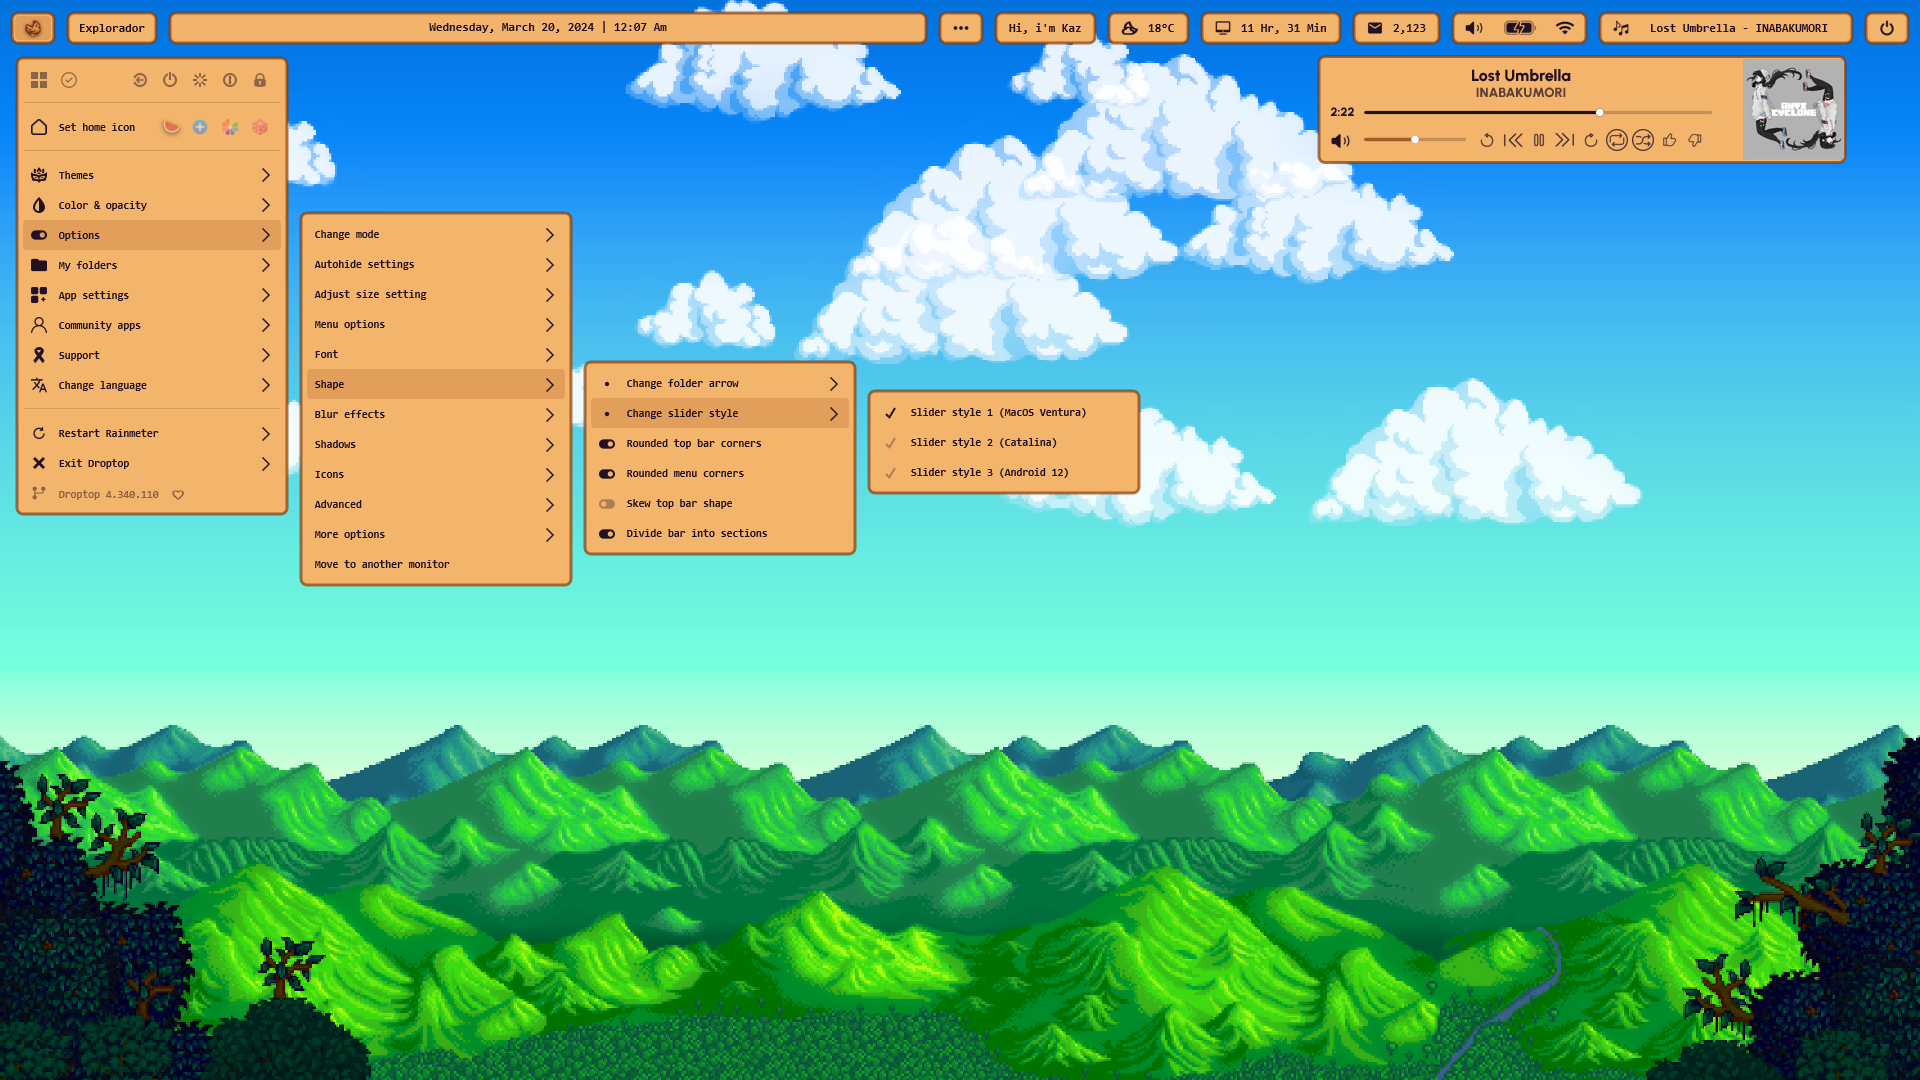 Explorador
Wednesday, March 20, 2024 | 12:07 Am
Hi, i'm Kaz
18°C
11 Hr, 31 Min
2,123
Lost Umbrella - INABAKUMORI
Set home icon
Themes
Color & opacity
Options
My folders
App settings
Community apps
Support
Change language
Restart Rainmeter
Exit Droptop
Droptop 4.340.110
Change mode
Autohide settings
Adjust size setting
Menu options
Font
Shape
Blur effects
Shadows
Icons
Advanced
More options
Move to another monitor
Change folder arrow
Change slider style
Rounded top bar corners
Rounded menu corners
Skew top bar shape
Divide bar into sections
Slider style 1 (MacOS Ventura)
Slider style 2 (Catalina)
Slider style 3 (Android 12)
Lost Umbrella
INABAKUMORI
2:22
ANTI
CYCLONE